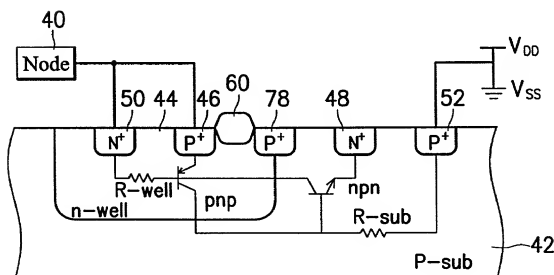 40
Node
V_DD
V_SS
50 44 46 60 78 48 52
N+ P+ P+ N+ P+
R-well
pnp
npn
n-well
R-sub
P-sub
42